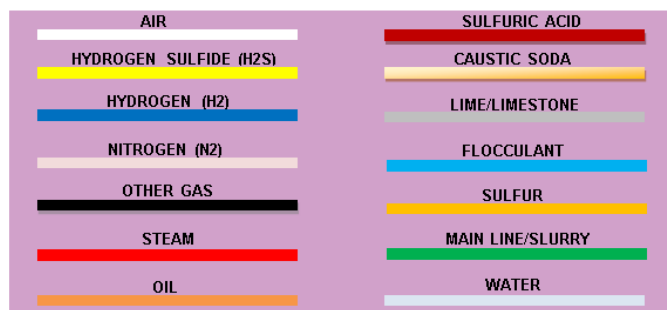 AIR
HYDROGEN SULFIDE (H2S)
HYDROGEN (H2)
NITROGEN (N2)
OTHER GAS
STEAM
OIL
SULFURIC ACID
CAUSTIC SODA
LIME/LIMESTONE
FLOCCULANT
SULFUR
MAIN LINE/SLURRY
WATER